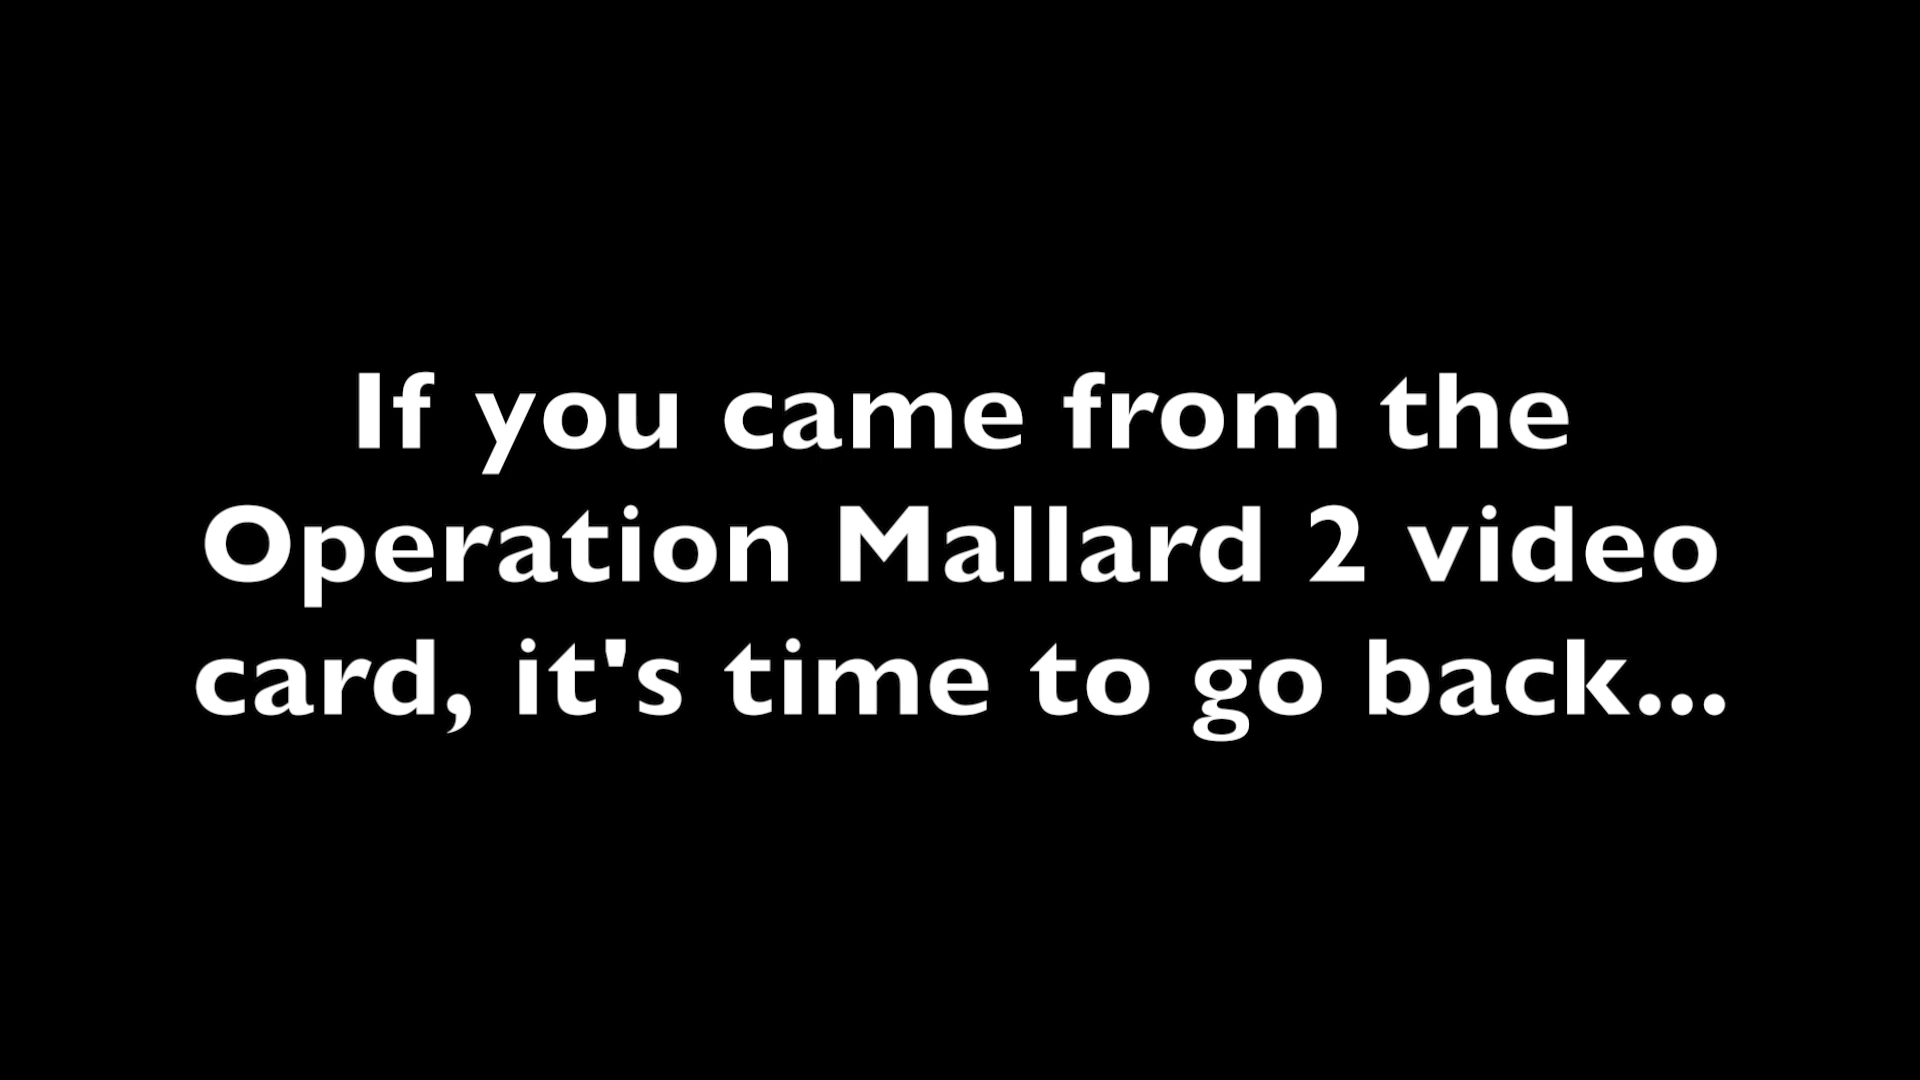 If you came from the
Operation Mallard 2 video
card, it's time to go back...